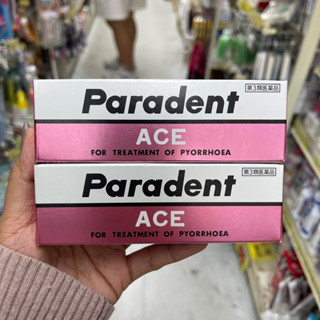 Paradent
第3類医薬品
ACE
FOR TREATMENT OF PYORRHOEA
Paradent
第3類医薬品
ACE
FOR TREATMENT OF PYORRHOEA